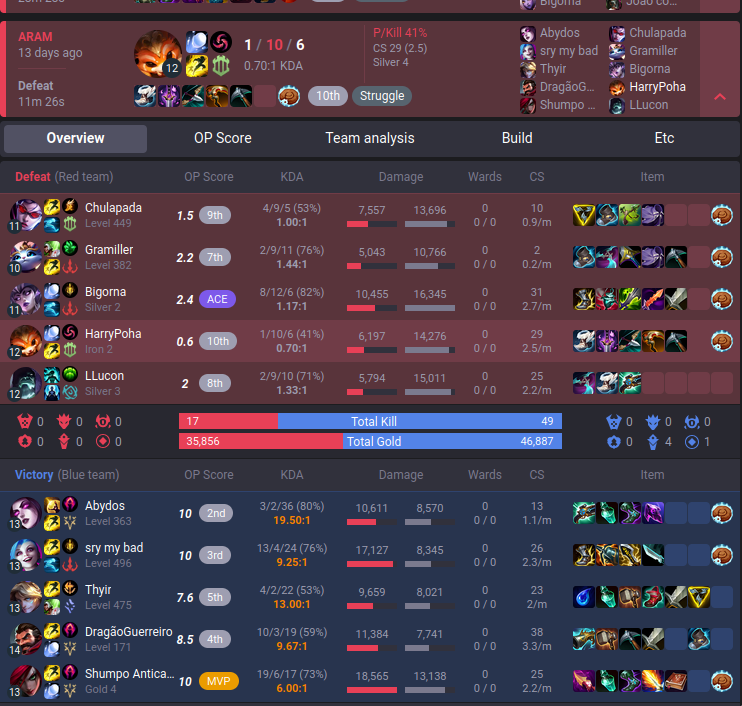 Bigorna João co...
ARAM
13 days ago
Defeat
11m 26s
12
1 / 10 / 6
0.70:1 KDA
P/Kill 41%
CS 29 (2.5)
Silver 4
10th Struggle
Abydos Chulapada
sry my bad Gramiller
Thyir Bigorna
DragãoG... HarryPoha
Shumpo ... LLucon
Overview OP Score Team analysis Build Etc
Defeat (Red team) OP Score KDA Damage Wards CS Item
11 Chulapada Level 449 1.5 9th 4/9/5 (53%) 1.00:1 7,557 13,696 0 0 / 0 10 0.9/m
10 Gramiller Level 382 2.2 7th 2/9/11 (76%) 1.44:1 5,043 10,766 0 0 / 0 2 0.2/m
11 Bigorna Silver 2 2.4 ACE 8/12/6 (82%) 1.17:1 10,455 16,345 0 0 / 0 31 2.7/m
12 HarryPoha Iron 2 0.6 10th 1/10/6 (41%) 0.70:1 6,197 14,276 0 0 / 0 29 2.5/m
12 LLucon Silver 3 2 8th 2/9/10 (71%) 1.33:1 5,794 15,011 0 0 / 0 25 2.2/m
0 0 0 17 Total Kill 49 0 0 0
0 0 0 35,856 Total Gold 46,887 0 4 1
Victory (Blue team) OP Score KDA Damage Wards CS Item
13 Abydos Level 363 10 2nd 3/2/36 (80%) 19.50:1 10,611 8,570 0 0 / 0 13 1.1/m
13 sry my bad Level 496 10 3rd 13/4/24 (76%) 9.25:1 17,127 8,345 0 0 / 0 26 2.3/m
13 Thyir Level 475 7.6 5th 4/2/22 (53%) 13.00:1 9,659 8,021 0 0 / 0 23 2/m
14 DragãoGuerreiro Level 171 8.5 4th 10/3/19 (59%) 9.67:1 11,384 7,741 0 0 / 0 38 3.3/m
13 Shumpo Antica... Gold 4 10 MVP 19/6/17 (73%) 6.00:1 18,565 13,138 0 0 / 0 25 2.2/m